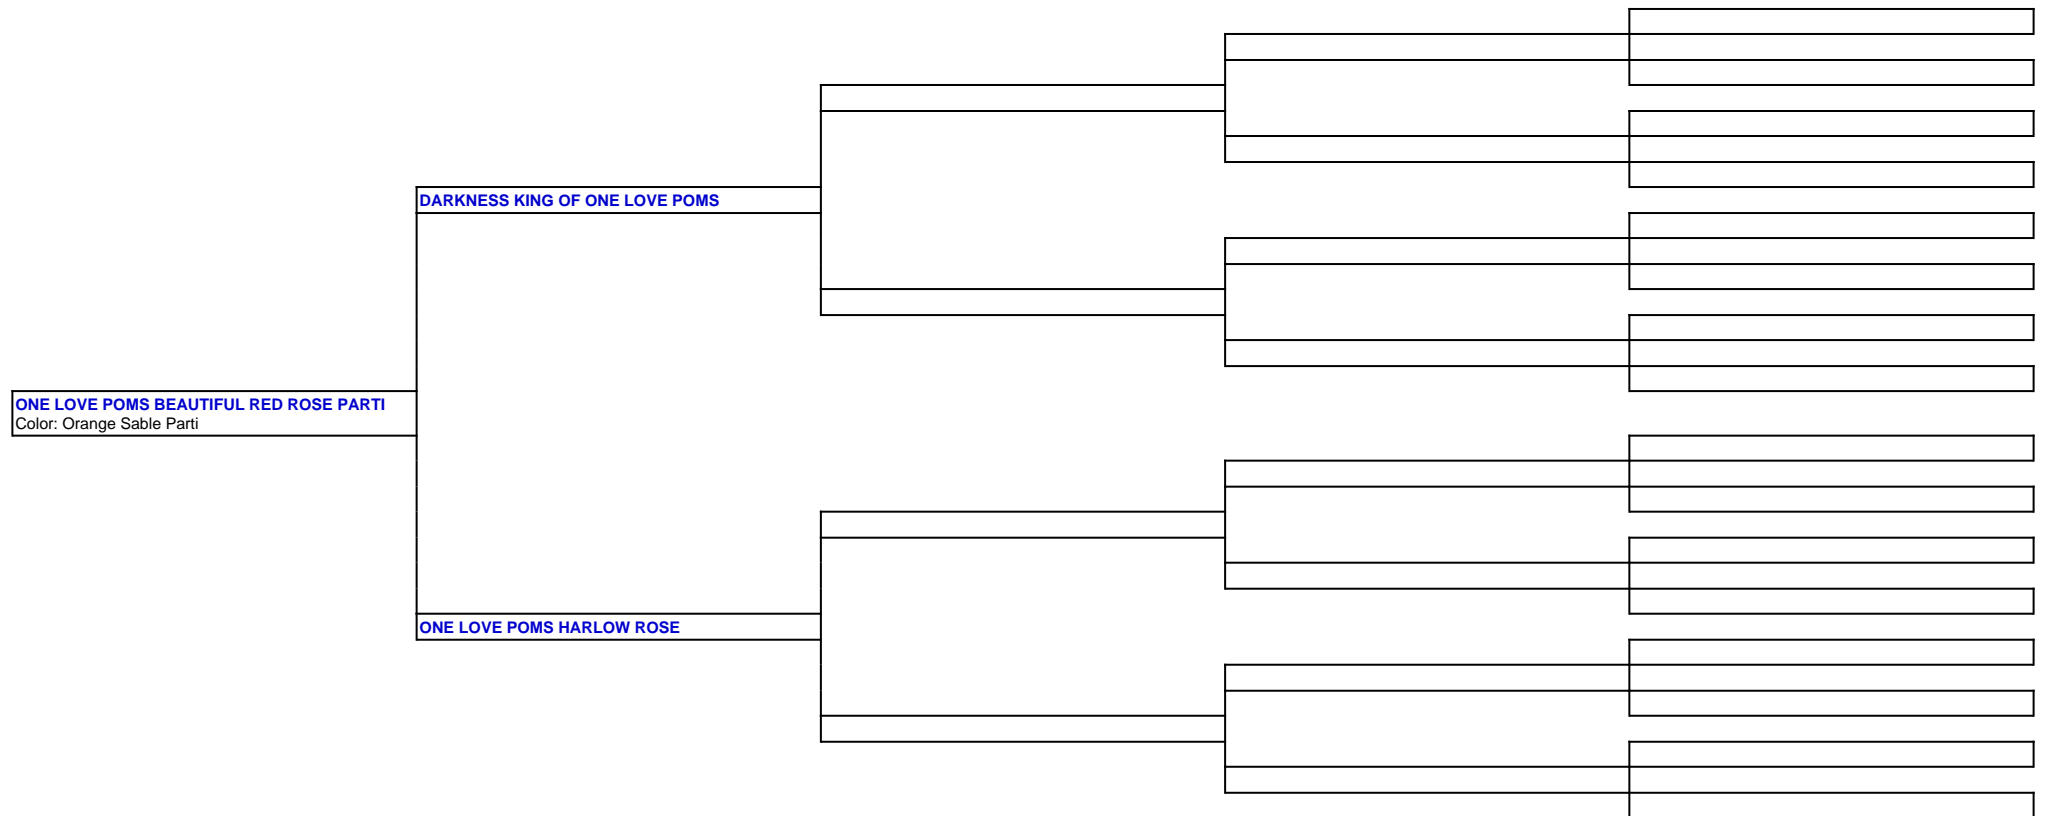 DARKNESS KING OF ONE LOVE POMS
ONE LOVE POMS BEAUTIFUL RED ROSE PARTI
Color: Orange Sable Parti
ONE LOVE POMS HARLOW ROSE